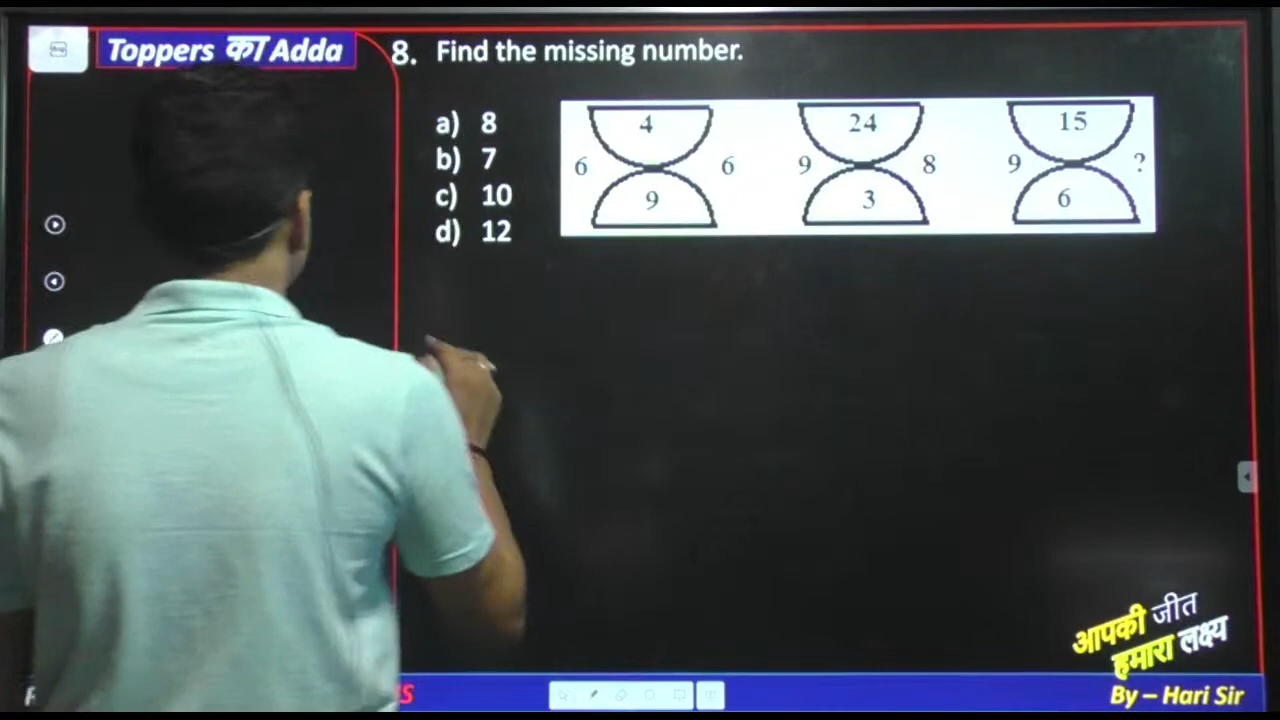 Toppers का Adda
8. Find the missing number.
a) 8
b) 7
c) 10
d) 12
4
6 6
9
24
9 8
3
15
9 ?
6
आपकी जीत
हमारा लक्ष्य
By – Hari Sir